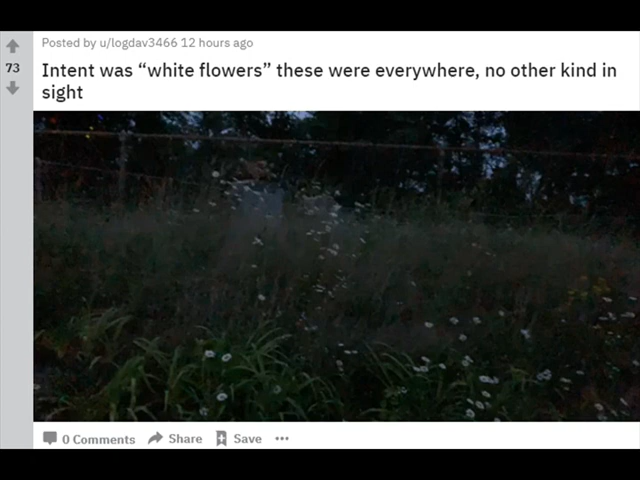 Posted by u/logdav3466 12 hours ago
73
Intent was “white flowers” these were everywhere, no other kind in
sight
0 Comments Share Save